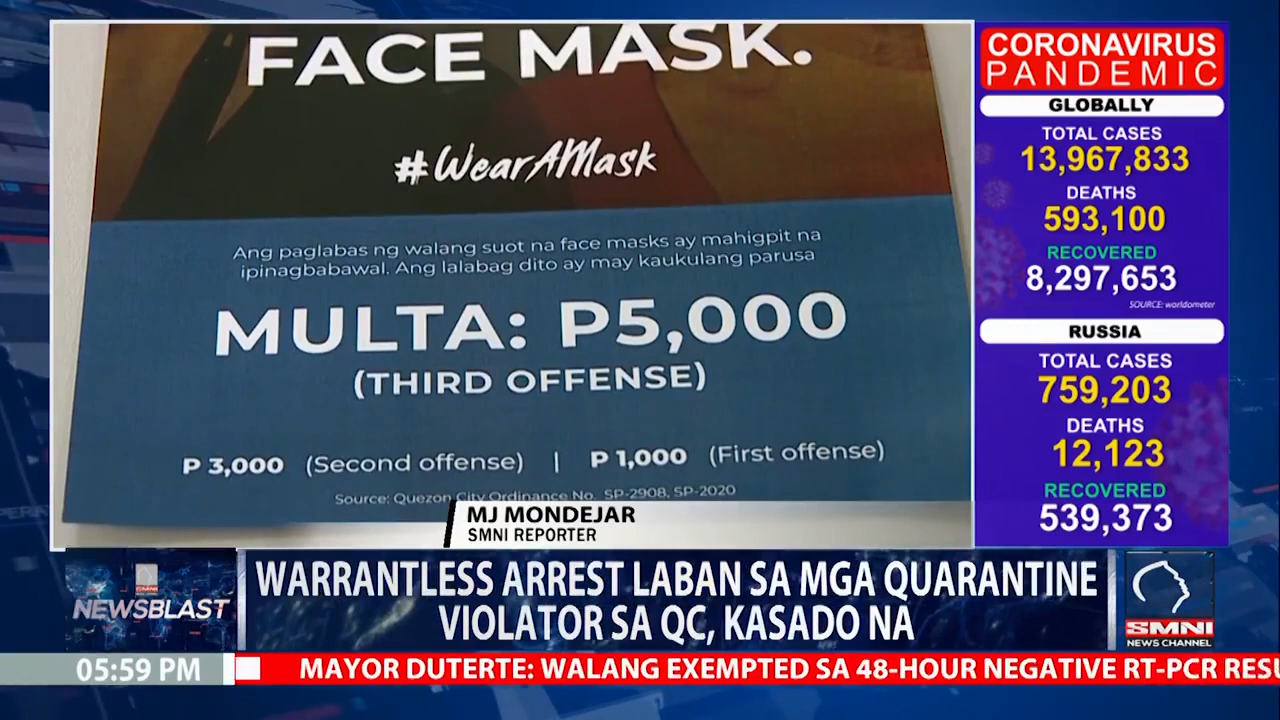 FACE MASK.
#WearAMask
Ang paglabas ng walang suot na face masks ay mahigpit na
ipinagbabawal. Ang lalabag dito ay may kaukulang parusa
MULTA: P5,000
(THIRD OFFENSE)
P 3,000 (Second offense) | P 1,000 (First offense)
Source: Quezon City Ordinance No. SP-2908, SP-2020
MJ MONDEJAR
SMNI REPORTER
CORONAVIRUS
PANDEMIC
GLOBALLY
TOTAL CASES
13,967,833
DEATHS
593,100
RECOVERED
8,297,653
SOURCE: worldometer
RUSSIA
TOTAL CASES
759,203
DEATHS
12,123
RECOVERED
539,373
NEWSBLAST
WARRANTLESS ARREST LABAN SA MGA QUARANTINE
VIOLATOR SA QC, KASADO NA
SMNI
NEWS CHANNEL
05:59 PM
MAYOR DUTERTE: WALANG EXEMPTED SA 48-HOUR NEGATIVE RT-PCR